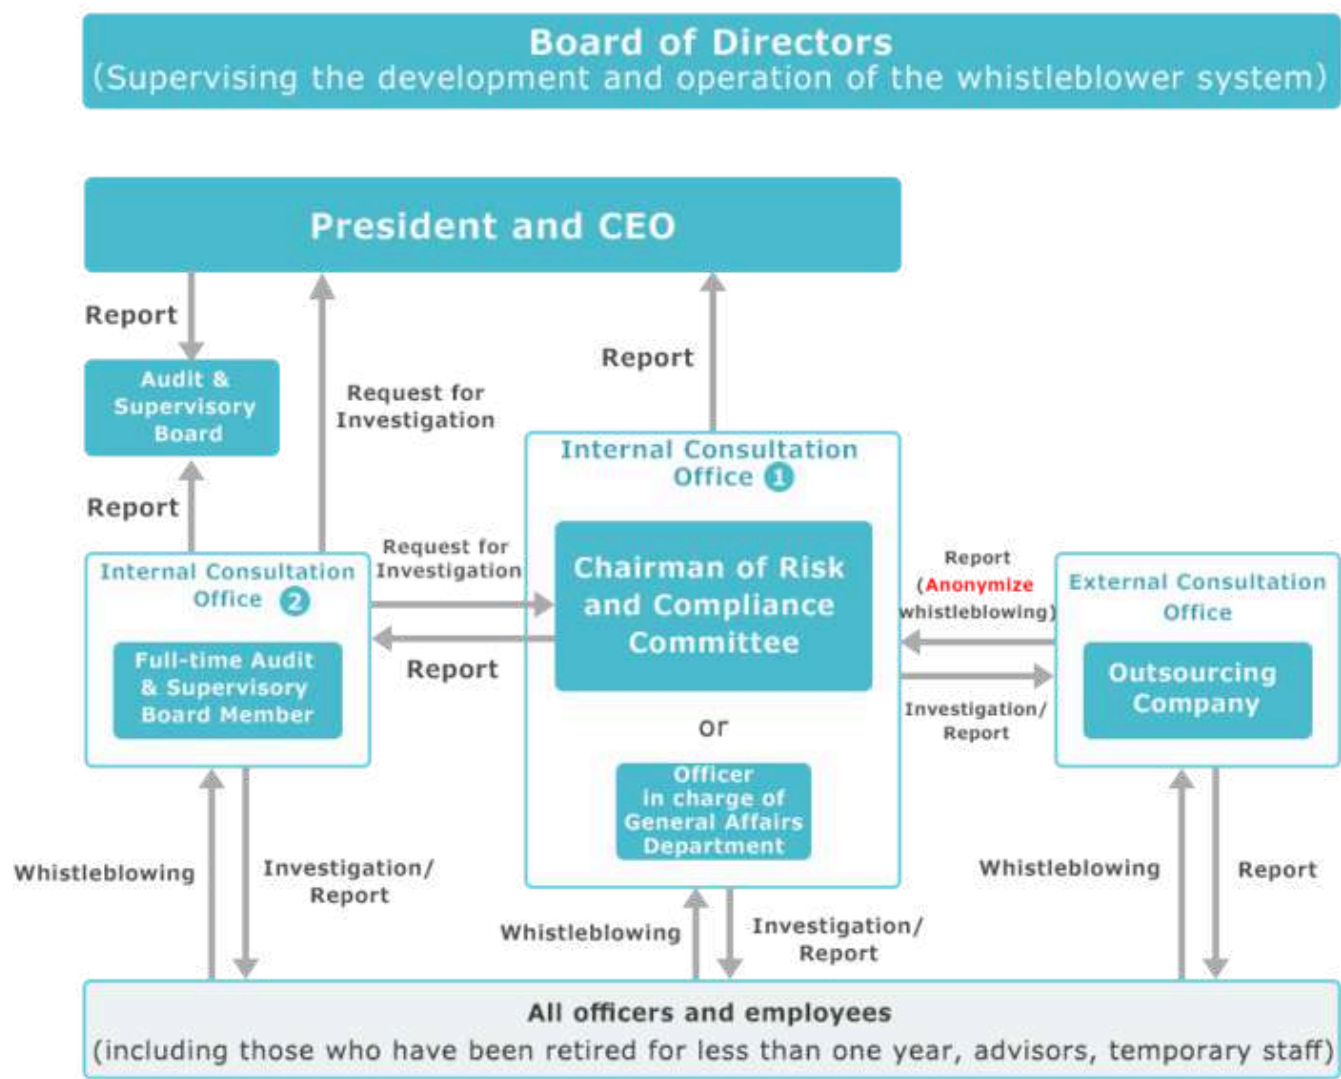 Board of Directors
(Supervising the development and operation of the whistleblower system)
President and CEO
Report
Audit &
Supervisory
Board
Report
Request for
Investigation
Report
Internal Consultation
Office 1
Chairman of Risk
and Compliance
Committee
or
Officer
in charge of
General Affairs
Department
Internal Consultation
Office 2
Full-time Audit
& Supervisory
Board Member
Request for
Investigation
Report
Report
(Anonymize
whistleblowing)
Investigation/
Report
External Consultation
Office
Outsourcing
Company
Whistleblowing
Investigation/
Report
Whistleblowing
Investigation/
Report
Whistleblowing
Report
All officers and employees
(including those who have been retired for less than one year, advisors, temporary staff)